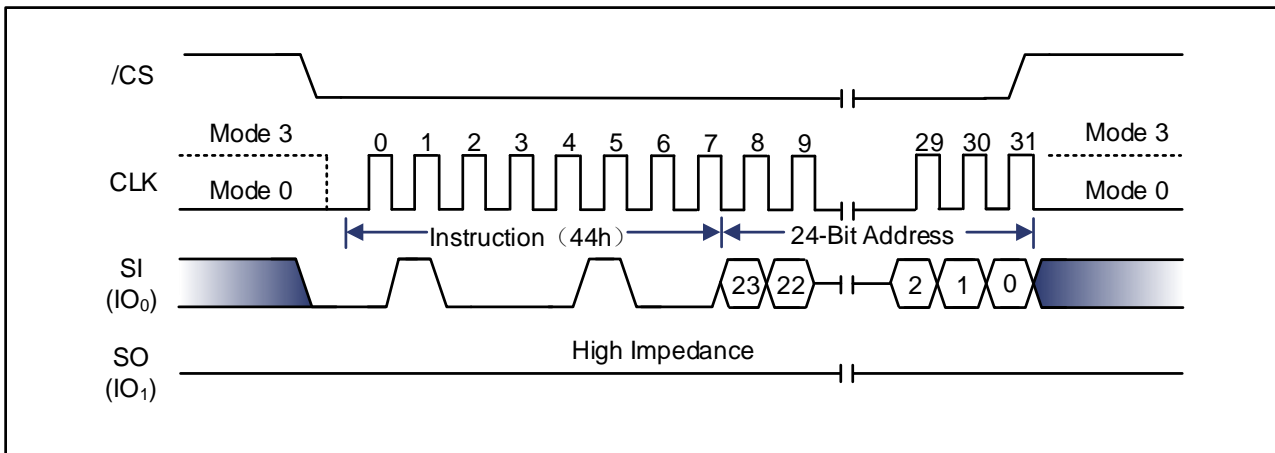 /CS
Mode 3
0 1 2 3 4 5 6 7 8 9 29 30 31
Mode 3
CLK
Mode 0
Mode 0
Instruction（44h）
24-Bit Address
SI
(IO₀)
23 22 2 1 0
SO
(IO₁)
High Impedance